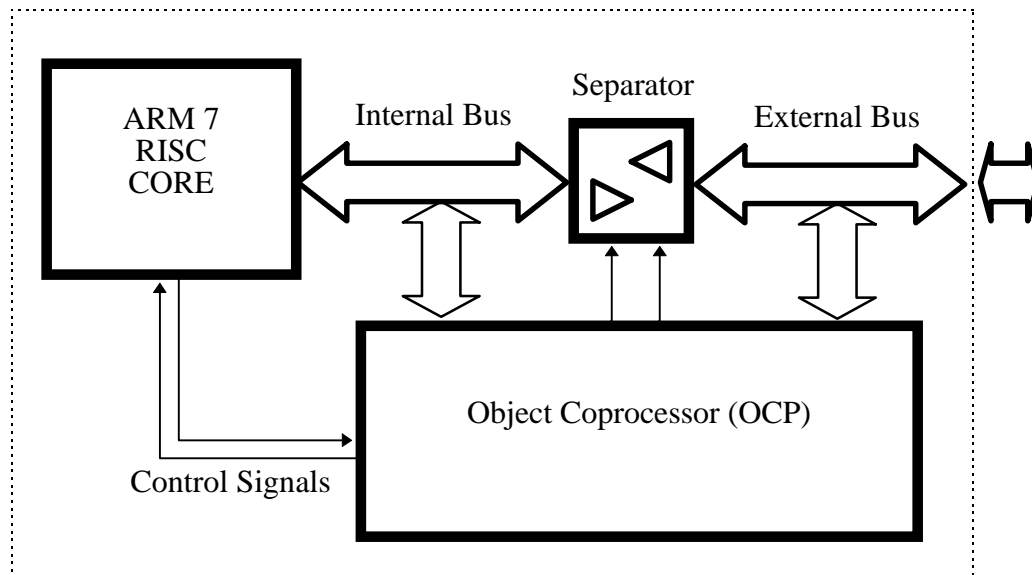 Separator
ARM 7
RISC
CORE
Internal Bus
External Bus
Object Coprocessor (OCP)
Control Signals